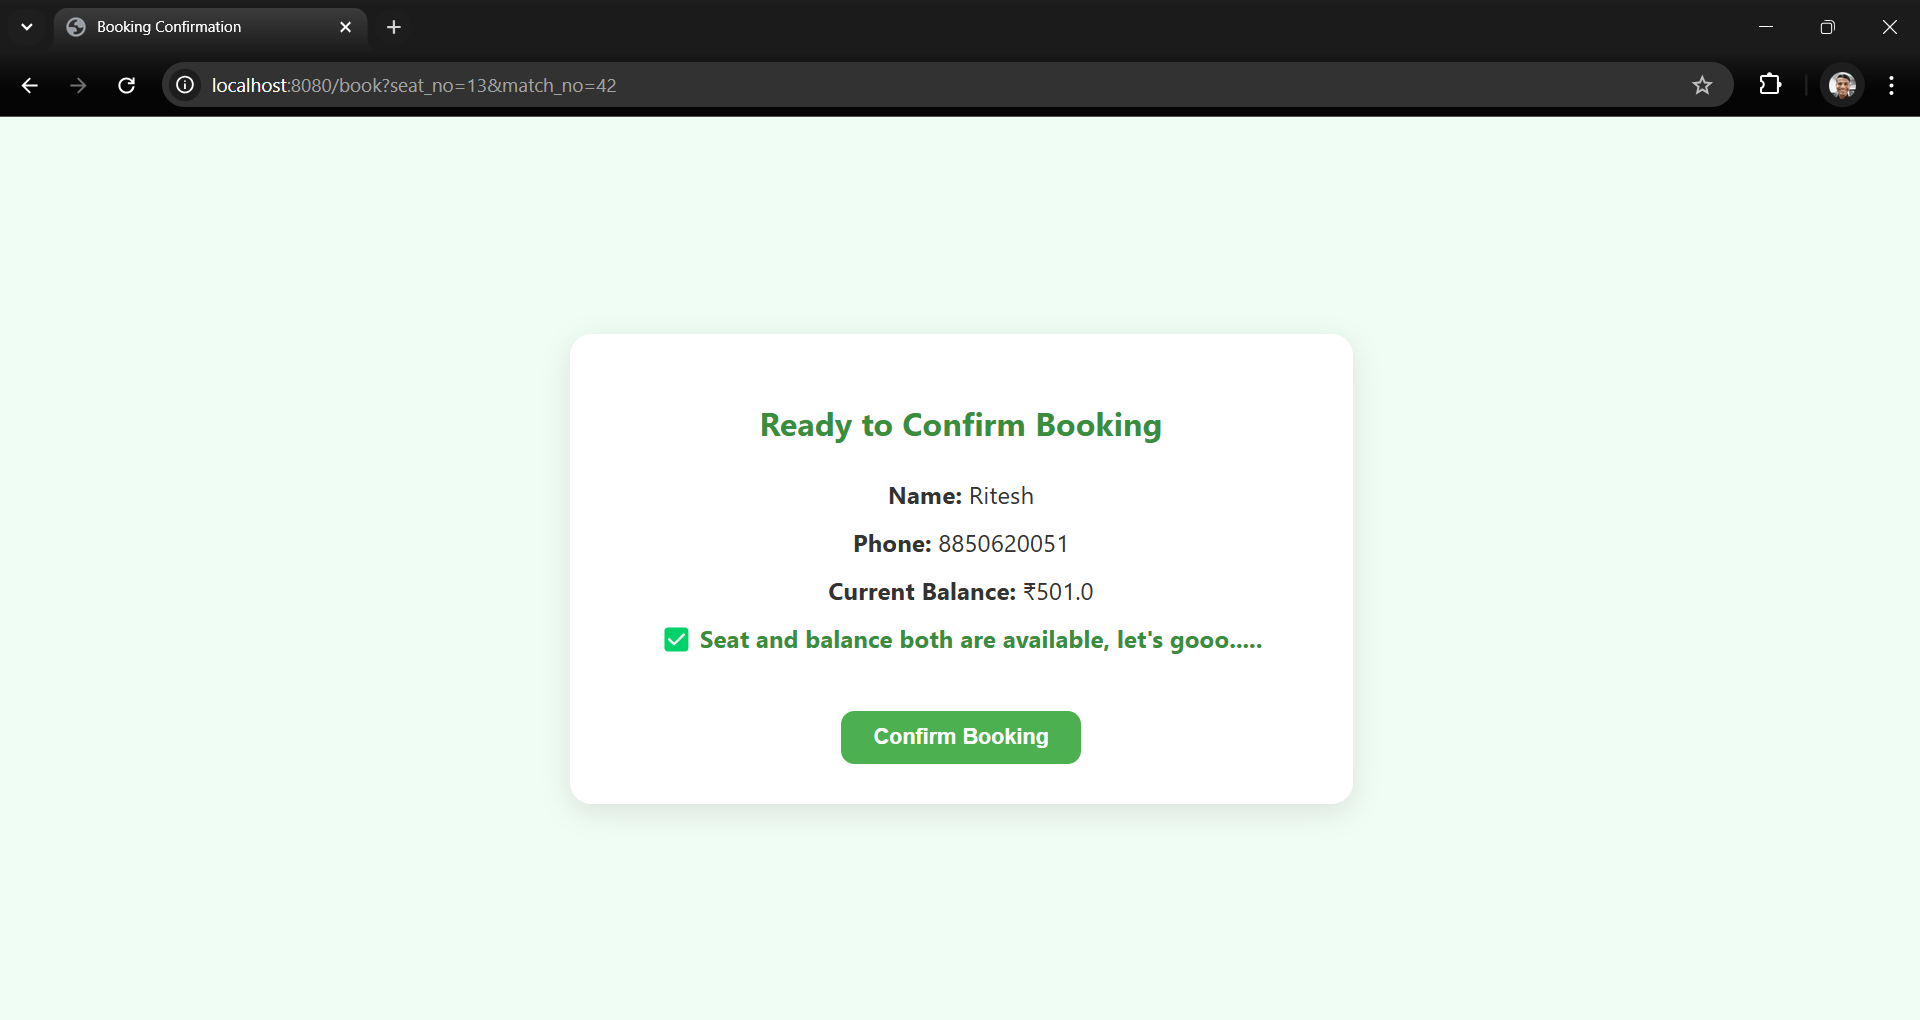 Booking Confirmation
localhost:8080/book?seat_no=13&match_no=42
Ready to Confirm Booking
Name: Ritesh
Phone: 8850620051
Current Balance: ₹501.0
Seat and balance both are available, let's gooo.....
Confirm Booking